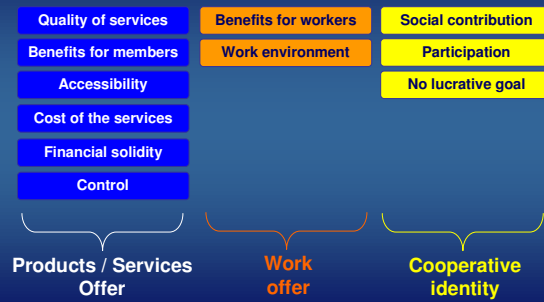 Quality of services
Benefits for members
Accessibility
Cost of the services
Financial solidity
Control
Products / Services
Offer
Benefits for workers
Work environment
Work
offer
Social contribution
Participation
No lucrative goal
Cooperative
identity